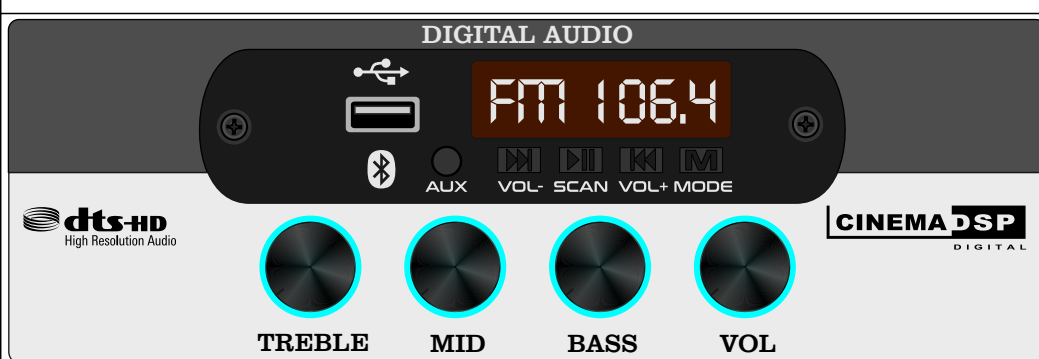 DIGITAL AUDIO
FM 106.4
M
AUX VOL- SCAN VOL+ MODE
dts-HD
High Resolution Audio
CINEMA DSP
DIGITAL
TREBLE MID BASS VOL